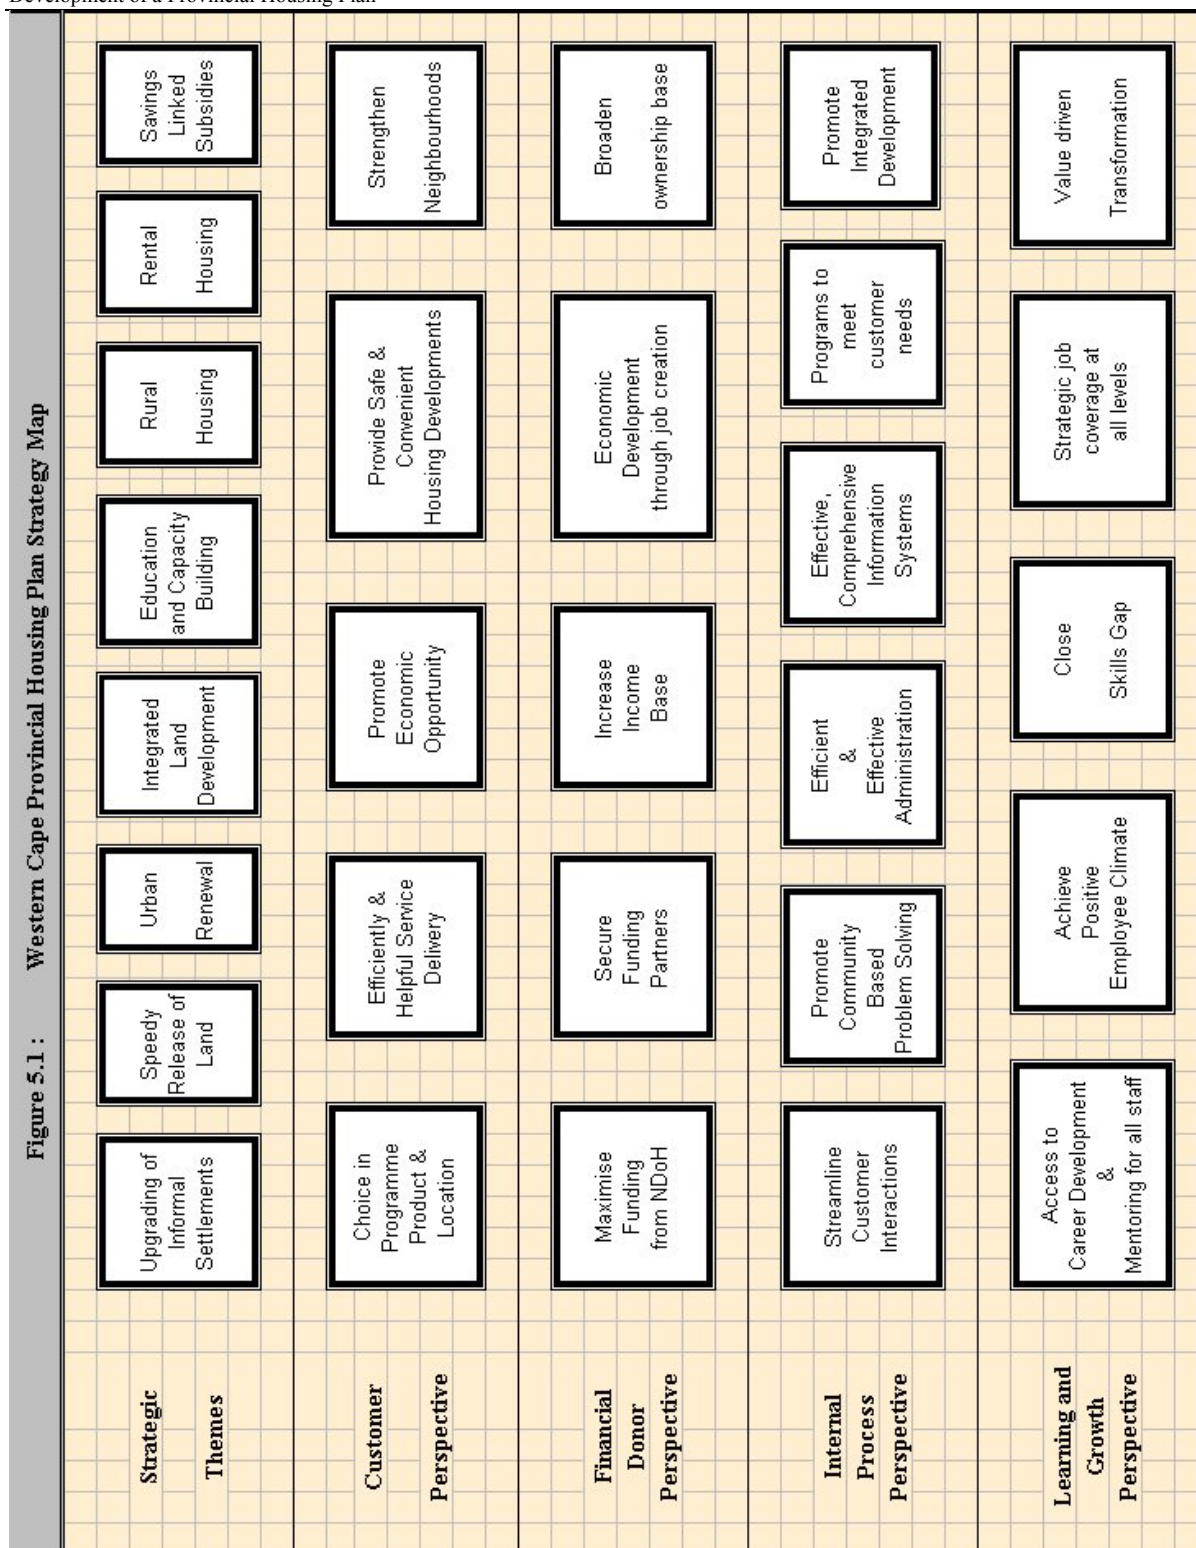 Development of a Provincial Housing Plan
Figure 5.1 : Western Cape Provincial Housing Plan Strategy Map
Strategic
Themes
Upgrading of
Informal
Settlements
Speedy
Release of
Land
Urban
Renewal
Integrated
Land
Development
Education
and Capacity
Building
Rural
Housing
Rental
Housing
Savings
Linked
Subsidies
Customer
Perspective
Choice in
Programme
Product &
Location
Efficiently &
Helpful Service
Delivery
Promote
Economic
Opportunity
Provide Safe &
Convenient
Housing Developments
Strengthen
Neighbourhoods
Financial
Donor
Perspective
Maximise
Funding
from NDoH
Secure
Funding
Partners
Increase
Income
Base
Economic
Development
through job creation
Broaden
ownership base
Internal
Process
Perspective
Streamline
Customer
Interactions
Promote
Community
Based
Problem Solving
Efficient
&
Effective
Administration
Effective,
Comprehensive
Information
Systems
Programs to
meet
customer
needs
Promote
Integrated
Development
Learning and
Growth
Perspective
Access to
Career Development
&
Mentoring for all staff
Achieve
Positive
Employee Climate
Close
Skills Gap
Strategic job
coverage at
all levels
Value driven
Transformation